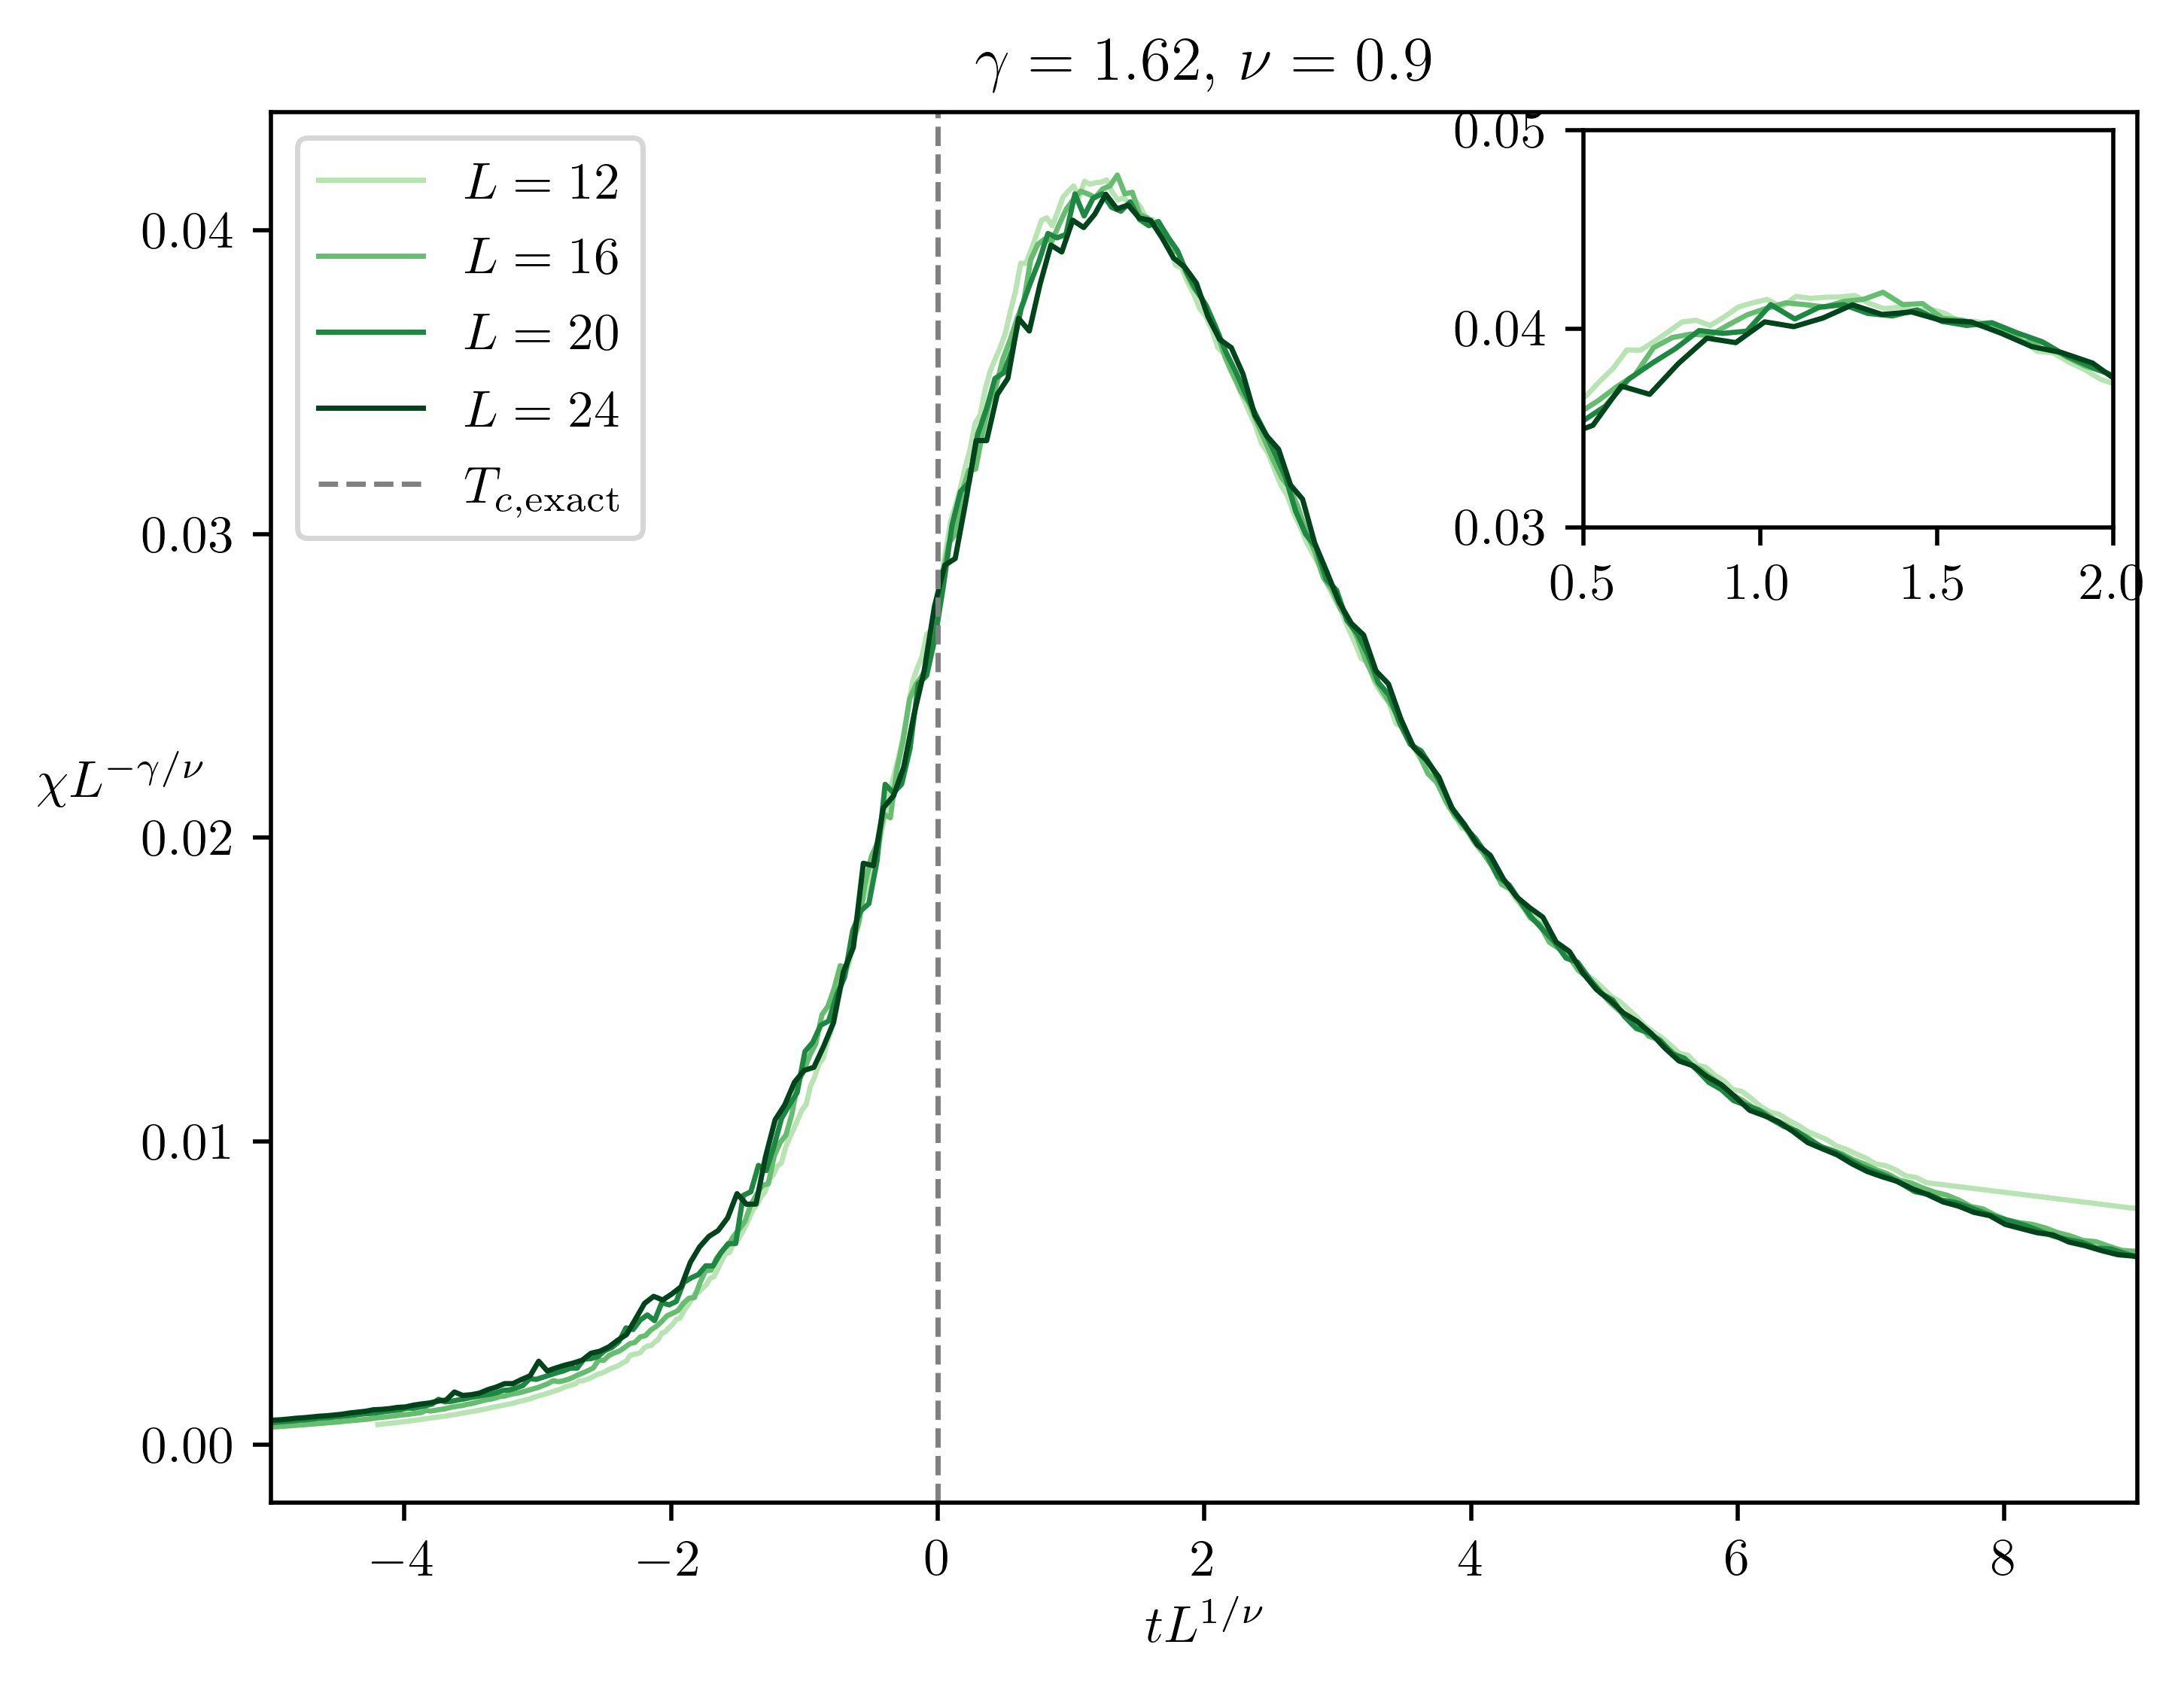 γ = 1.62, ν = 0.9
L = 12
L = 16
L = 20
L = 24
T_{c,exact}
0.05
0.04
0.03
0.5 1.0 1.5 2.0
0.04
0.03
χL^{−γ/ν}
0.02
0.01
0.00
−4 −2 0 2 4 6 8
tL^{1/ν}